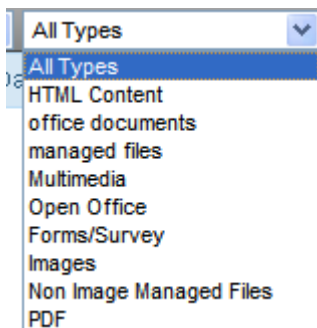 All Types
All Types
HTML Content
office documents
managed files
Multimedia
Open Office
Forms/Survey
Images
Non Image Managed Files
PDF